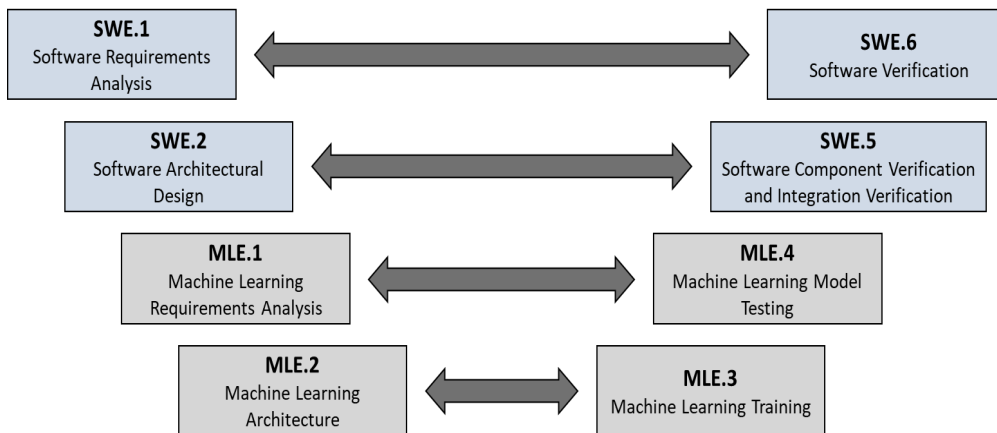 SWE.1
Software Requirements
Analysis
SWE.6
Software Verification
SWE.2
Software Architectural
Design
SWE.5
Software Component Verification
and Integration Verification
MLE.1
Machine Learning
Requirements Analysis
MLE.4
Machine Learning Model
Testing
MLE.2
Machine Learning
Architecture
MLE.3
Machine Learning Training